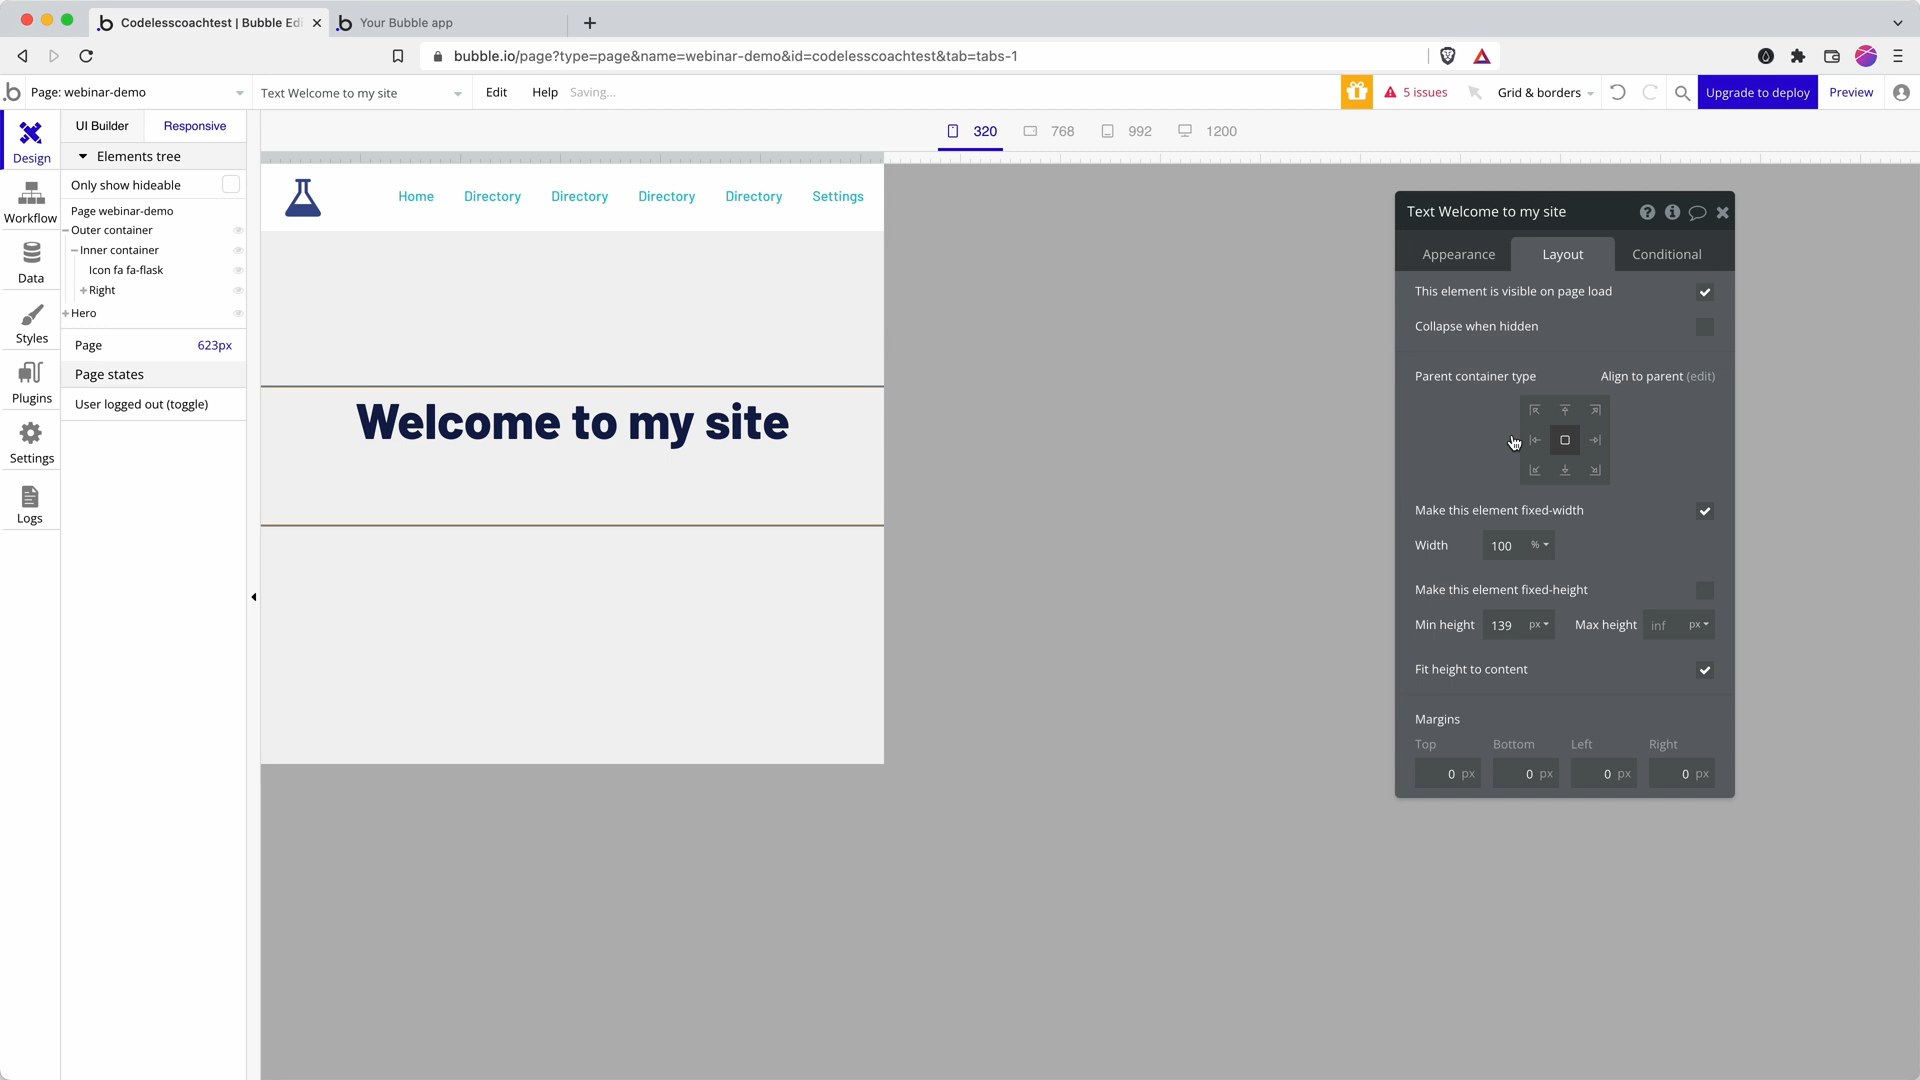 Codelesscoachtest | Bubble Edi
Your Bubble app
bubble.io/page?type=page&name=webinar-demo&id=codelesscoachtest&tab=tabs-1
Page: webinar-demo
Text Welcome to my site
Edit
Help
Saving...
5 issues
Grid & borders
Upgrade to deploy
Preview
Design
Workflow
Data
Styles
Plugins
Settings
Logs
UI Builder
Responsive
Elements tree
Only show hideable
Page webinar-demo
Outer container
Inner container
Icon fa fa-flask
Right
Hero
Page 623px
Page states
User logged out (toggle)
320
768
992
1200
Home
Directory
Directory
Directory
Directory
Settings
Welcome to my site
Text Welcome to my site
Appearance
Layout
Conditional
This element is visible on page load
Collapse when hidden
Parent container type Align to parent (edit)
Make this element fixed-width
Width 100 %
Make this element fixed-height
Min height 139 px Max height inf px
Fit height to content
Margins
Top Bottom Left Right
0 px 0 px 0 px 0 px